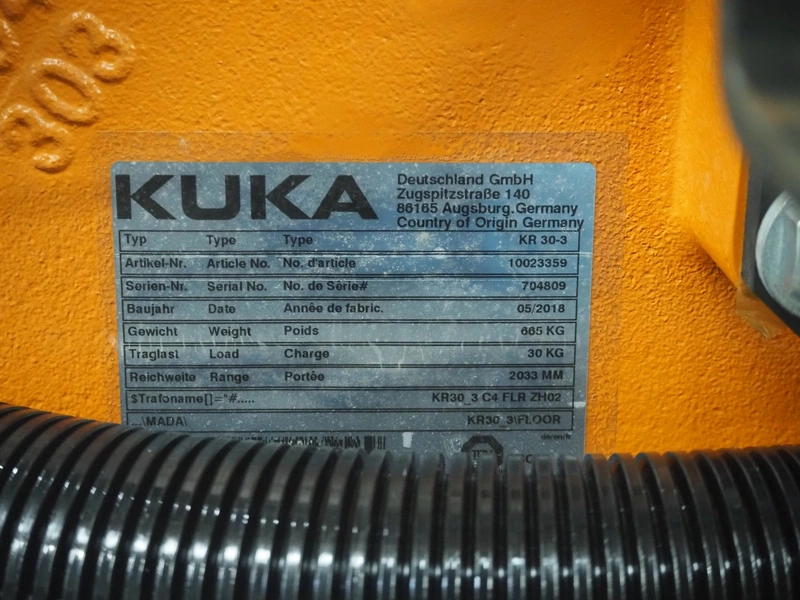 303
KUKA
Deutschland GmbH
Zugspitzstraße 140
86165 Augsburg.Germany
Country of Origin Germany
Typ Type Type KR 30-3
Artikel-Nr. Article No. No. d'article 10023359
Serien-Nr. Serial No. No. de Série# 704809
Baujahr Date Année de fabric. 05/2018
Gewicht Weight Poids 665 KG
Traglast Load Charge 30 KG
Reichweite Range Portée 2033 MM
$Trafoname[]="#..... KR30_3 C4 FLR ZH02
...\MADA\ KR30_3\FLOOR
de/en/fr